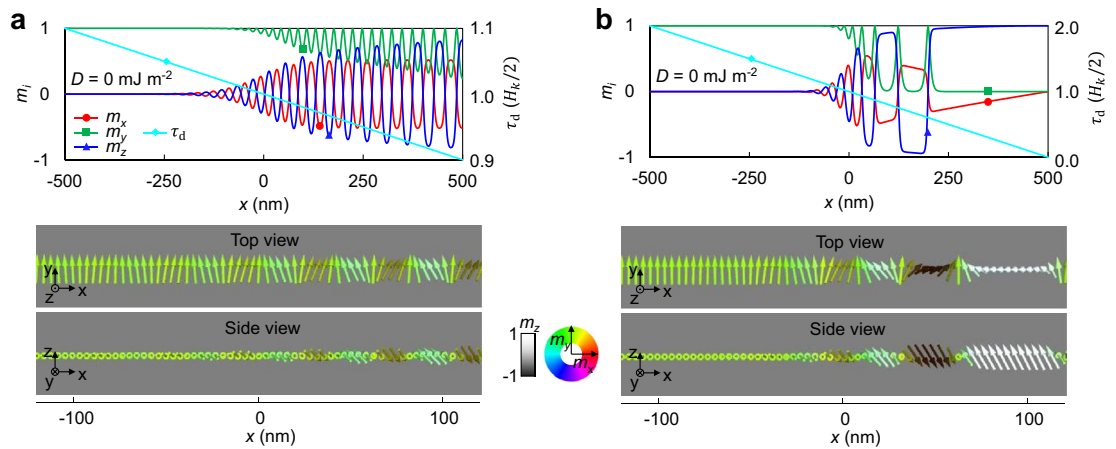 a
1
0
-1
m_i
D = 0 mJ m⁻²
m_x
m_y
m_z
τ_d
1.1
1.0
0.9
τ_d (H_k/2)
-500
-250
0
250
500
x (nm)
Top view
y
z
x
Side view
z
y
x
-100
0
100
x (nm)
m_z
1
-1
m_y
m_x
b
1
0
-1
m_i
D = 0 mJ m⁻²
2.0
1.0
0.0
τ_d (H_k/2)
-500
-250
0
250
500
x (nm)
Top view
y
z
x
Side view
z
y
x
-100
0
100
x (nm)